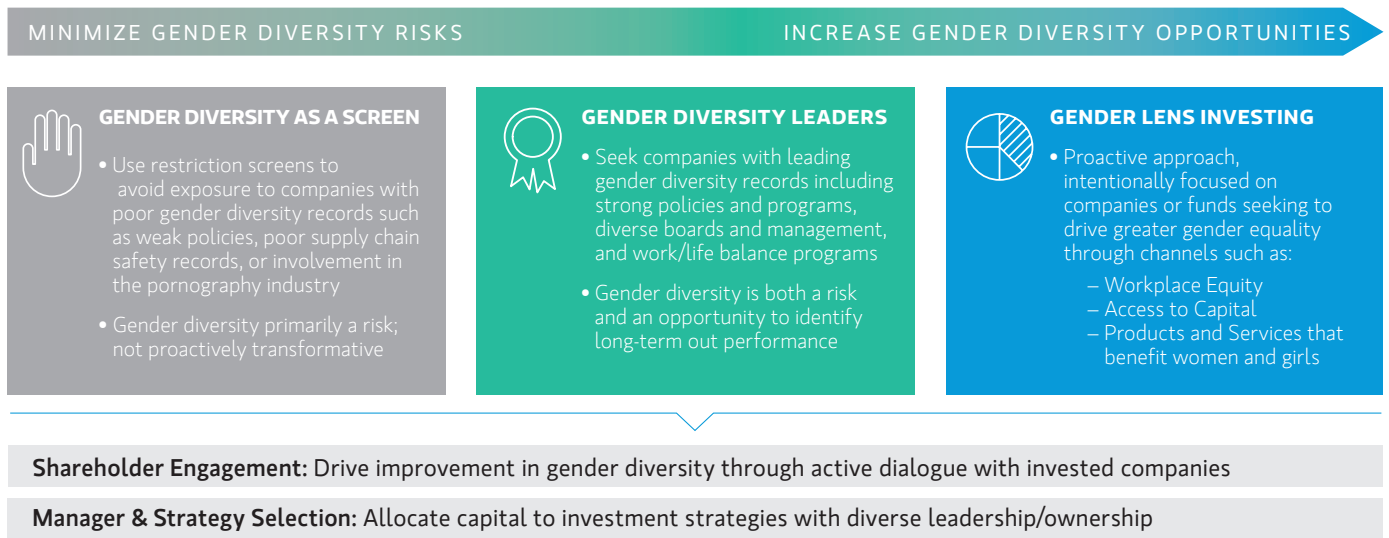 MINIMIZE GENDER DIVERSITY RISKS
INCREASE GENDER DIVERSITY OPPORTUNITIES
GENDER DIVERSITY AS A SCREEN
• Use restriction screens to
avoid exposure to companies with
poor gender diversity records such
as weak policies, poor supply chain
safety records, or involvement in
the pornography industry
• Gender diversity primarily a risk;
not proactively transformative
GENDER DIVERSITY LEADERS
• Seek companies with leading
gender diversity records including
strong policies and programs,
diverse boards and management,
and work/life balance programs
• Gender diversity is both a risk
and an opportunity to identify
long-term out performance
GENDER LENS INVESTING
• Proactive approach,
intentionally focused on
companies or funds seeking to
drive greater gender equality
through channels such as:
– Workplace Equity
– Access to Capital
– Products and Services that
benefit women and girls
Shareholder Engagement: Drive improvement in gender diversity through active dialogue with invested companies
Manager & Strategy Selection: Allocate capital to investment strategies with diverse leadership/ownership